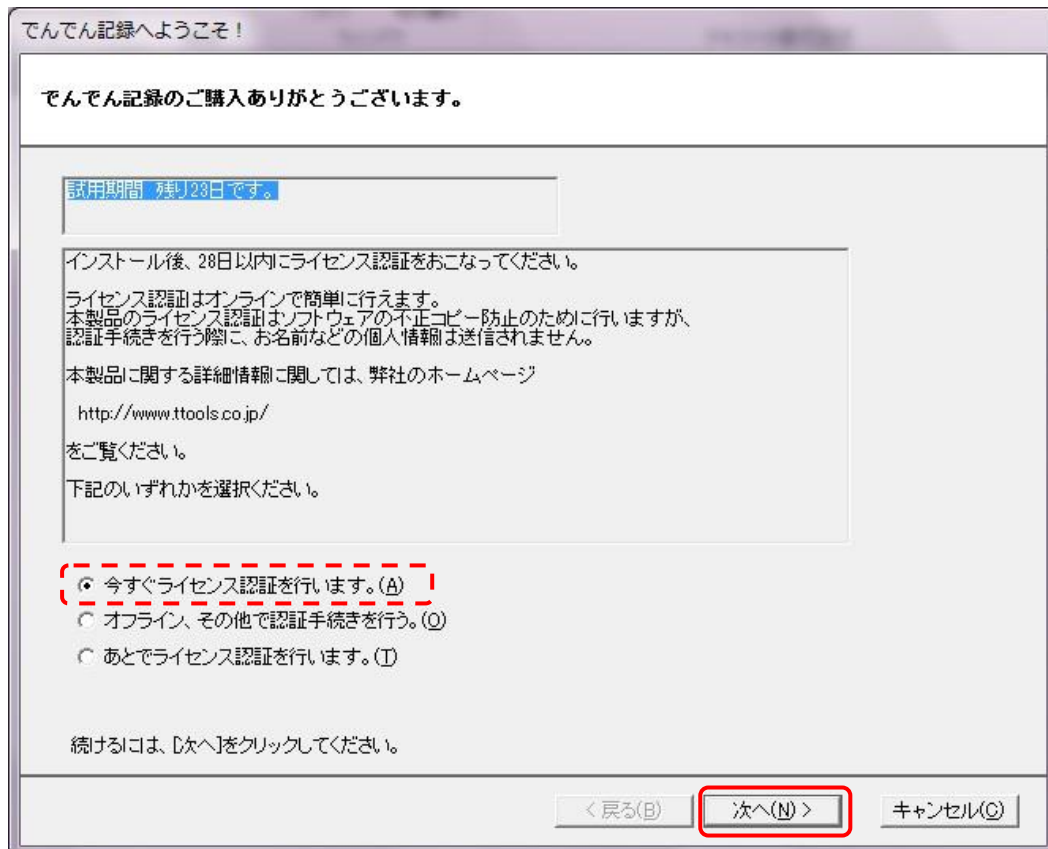 でんでん記録へようこそ！
でんでん記録のご購入ありがとうございます。
試用期間 残り23日です。
インストール後、28日以内にライセンス認証をおこなってください。
ライセンス認証はオンラインで簡単に行えます。
本製品のライセンス認証はソフトウェアの不正コピー防止のために行いますが、
認証手続きを行う際に、お名前などの個人情報は送信されません。
本製品に関する詳細情報に関しては、弊社のホームページ
http://www.ttools.co.jp/
をご覧ください。
下記のいずれかを選択ください。
今すぐライセンス認証を行います。(A)
オフライン、その他で認証手続きを行う。(O)
あとでライセンス認証を行います。(T)
続けるには、[次へ]をクリックしてください。
< 戻る(B) 次へ(N) > キャンセル(C)